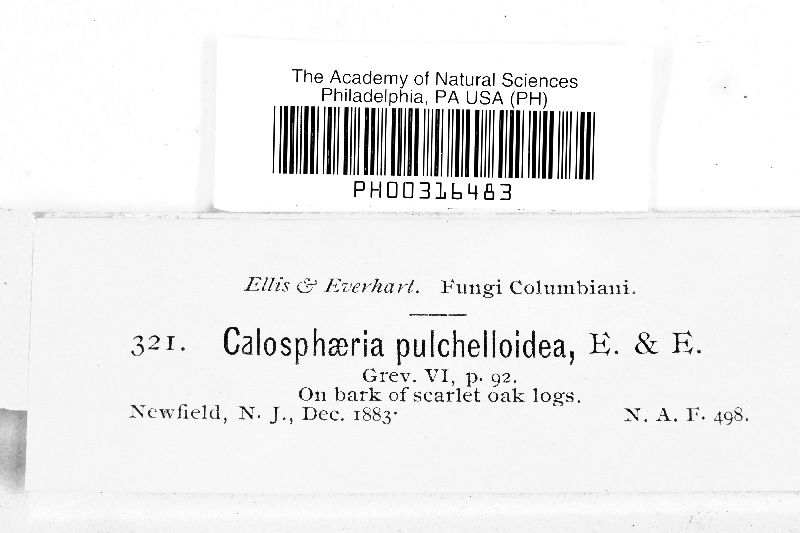 The Academy of Natural Sciences
Philadelphia, PA USA (PH)
PH00316483
Ellis & Everhart. Fungi Columbiani.
321. Calosphæria pulchelloidea, E. & E.
Grev. VI, p. 92.
On bark of scarlet oak logs.
Newfield, N. J., Dec. 1883. N. A. F. 498.